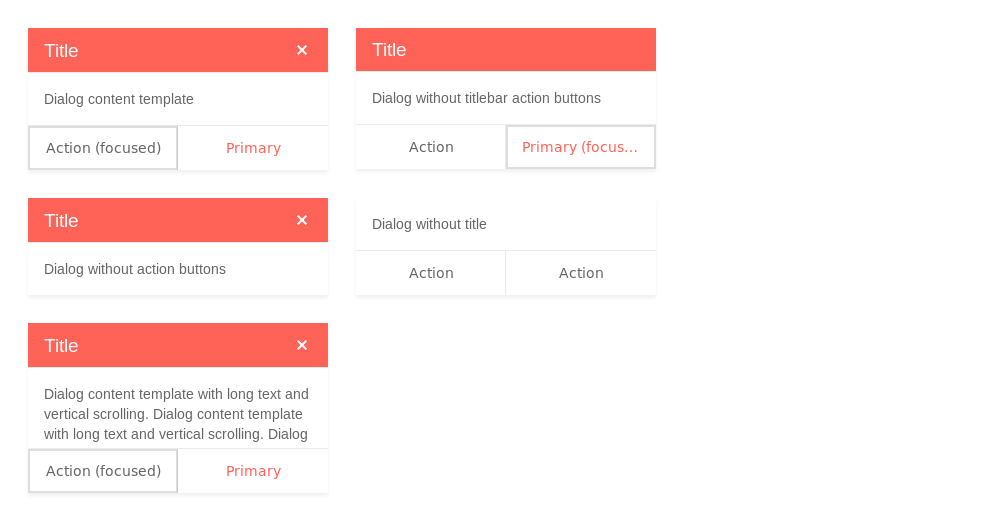 Title ×
Dialog content template
Action (focused) Primary
Title
Dialog without titlebar action buttons
Action Primary (focus...
Title ×
Dialog without action buttons
Dialog without title
Action Action
Title ×
Dialog content template with long text and
vertical scrolling. Dialog content template
with long text and vertical scrolling. Dialog
Action (focused) Primary